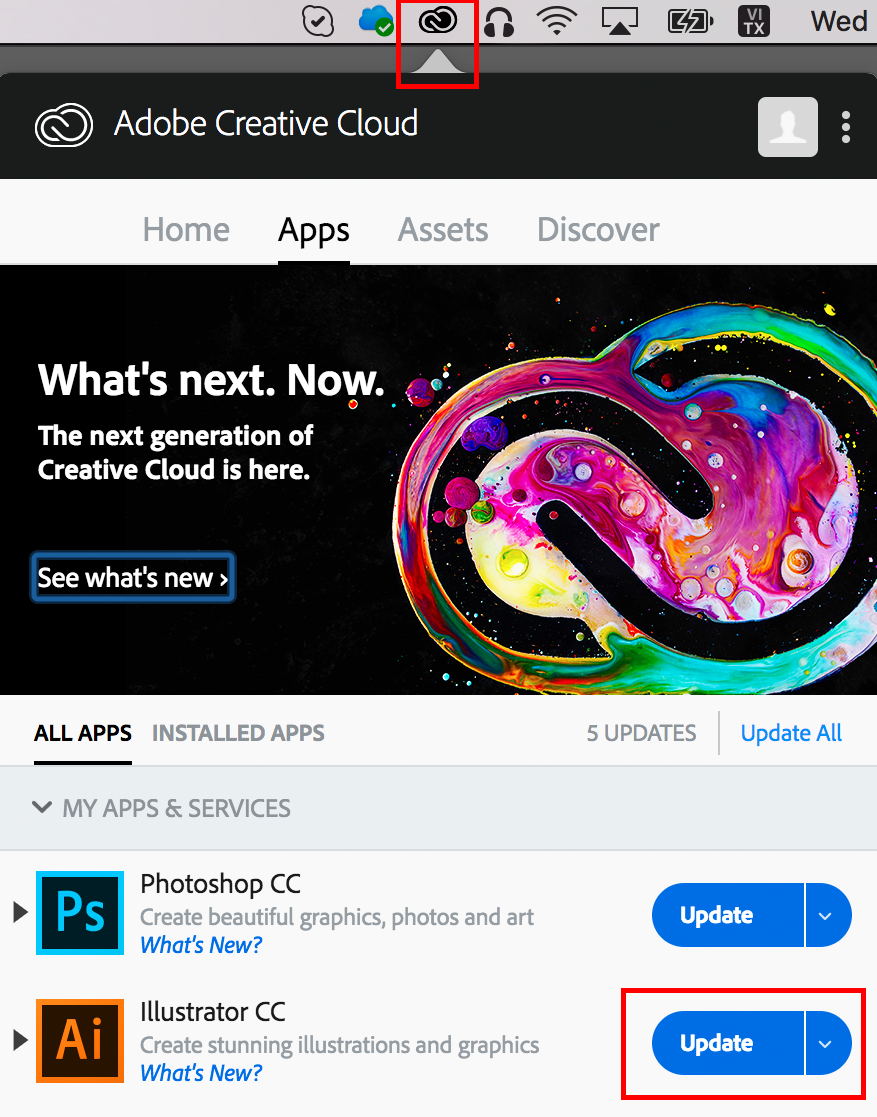 VI
TX
Wed
Adobe Creative Cloud
Home Apps Assets Discover
What's next. Now.
The next generation of
Creative Cloud is here.
See what's new ›
ALL APPS INSTALLED APPS 5 UPDATES Update All
MY APPS & SERVICES
Ps
Photoshop CC
Create beautiful graphics, photos and art
What's New?
Update
Ai
Illustrator CC
Create stunning illustrations and graphics
What's New?
Update